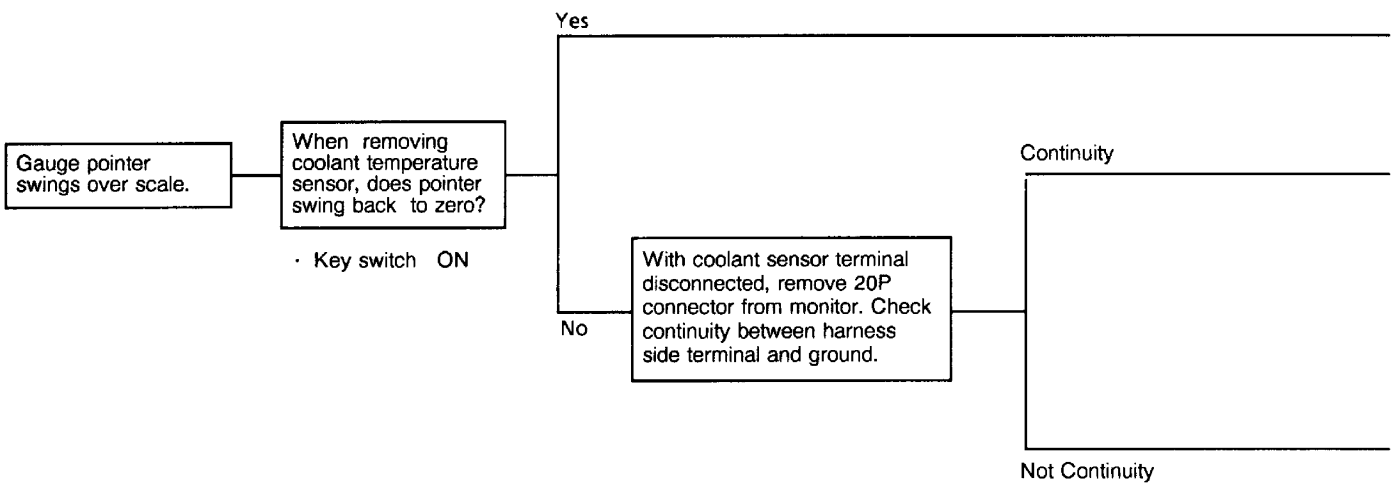 Yes
Gauge pointer
swings over scale.
When removing
coolant temperature
sensor, does pointer
swing back to zero?
· Key switch ON
No
With coolant sensor terminal
disconnected, remove 20P
connector from monitor. Check
continuity between harness
side terminal and ground.
Continuity
Not Continuity